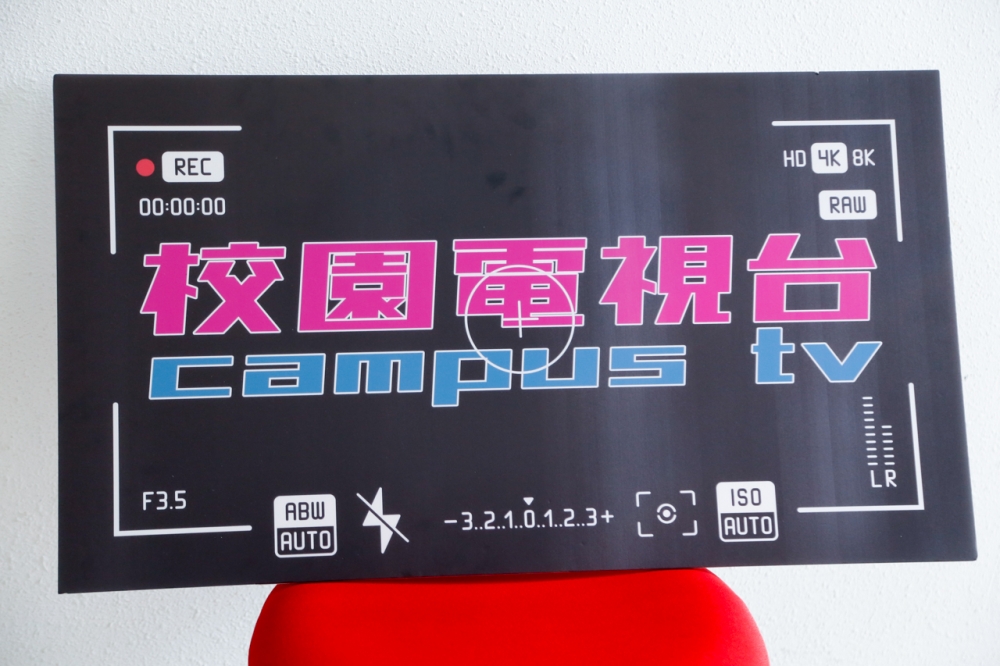 REC
HD 4K 8K
00:00:00
RAW
校園電視台
campus tv
LR
F3.5
ABW
AUTO
-3..2..1..0..1..2..3+
ISO
AUTO